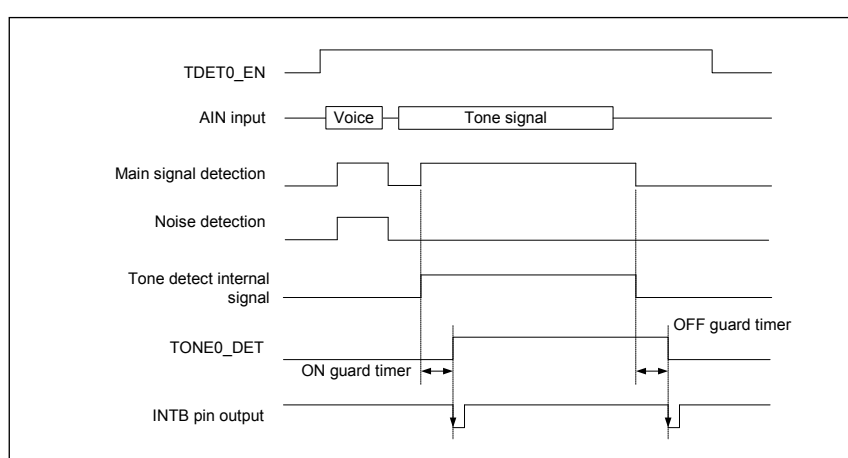 TDET0_EN
AIN input
Voice
Tone signal
Main signal detection
Noise detection
Tone detect internal
signal
OFF guard timer
TONE0_DET
ON guard timer
INTB pin output